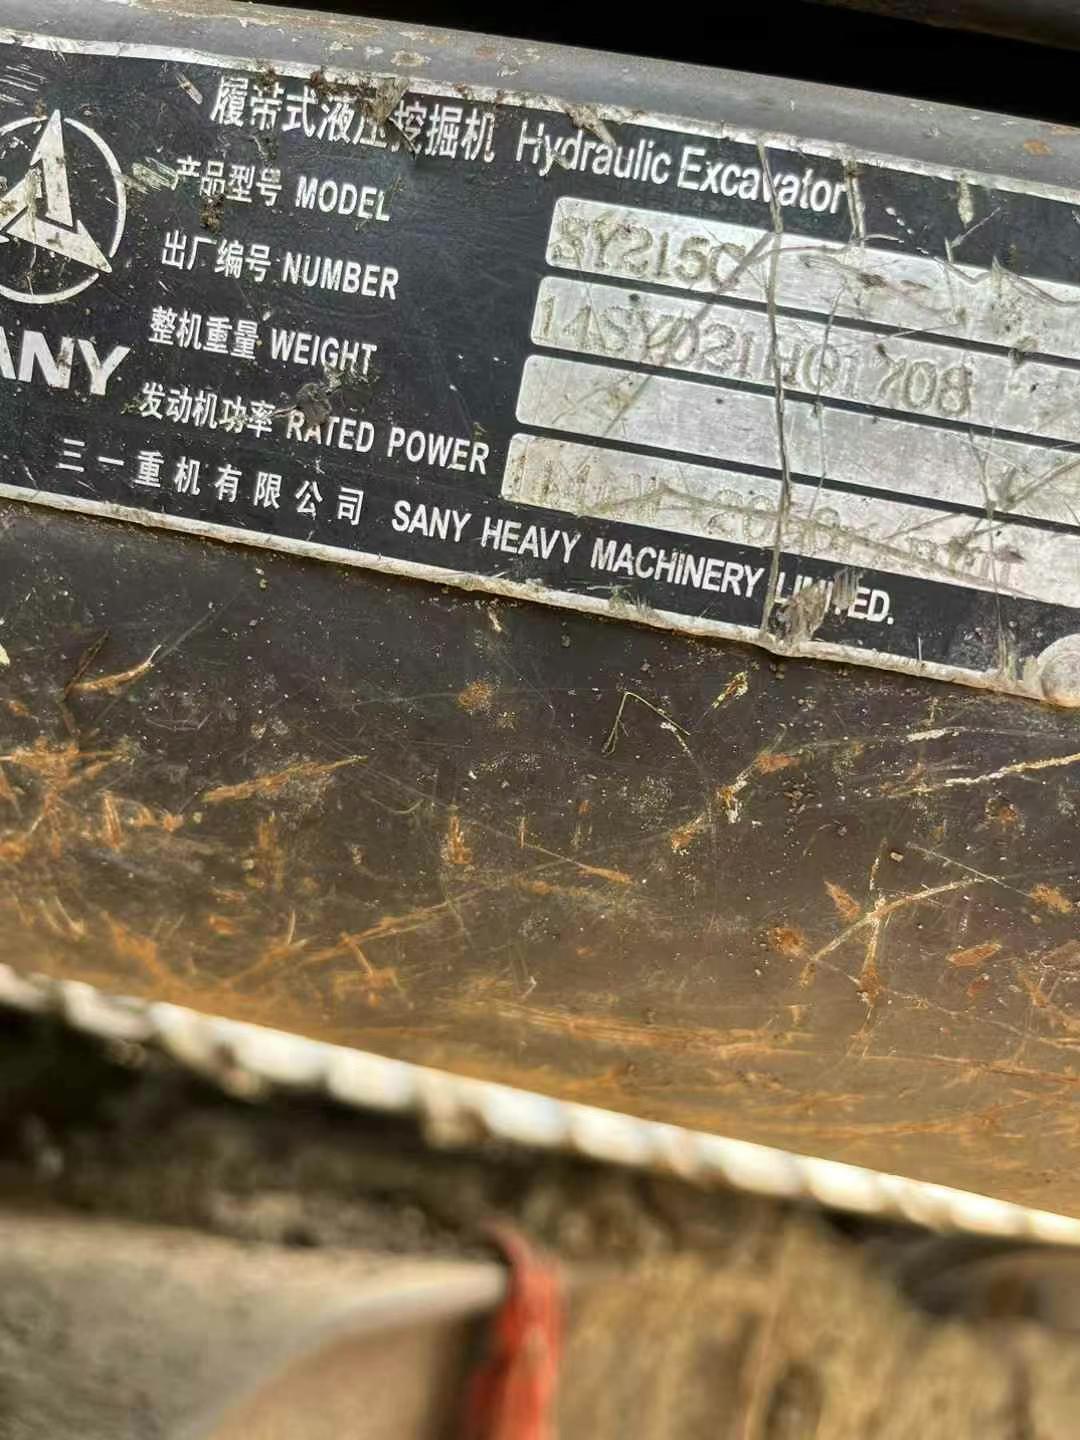 履带式液压挖掘机 Hydraulic Excavator
产品型号 MODEL SY215C
出厂编号 NUMBER
整机重量 WEIGHT
发动机功率 RATED POWER
三一重机有限公司 SANY HEAVY MACHINERY LIMITED.
ANY